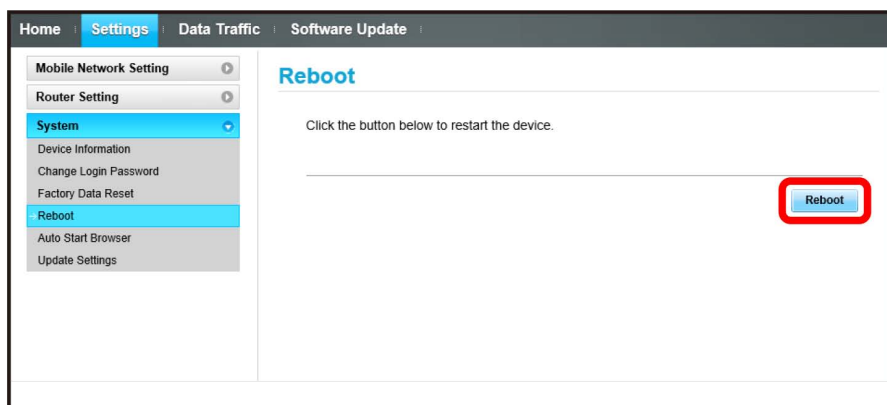 Home Settings Data Traffic Software Update
Mobile Network Setting
Router Setting
System
Device Information
Change Login Password
Factory Data Reset
Reboot
Auto Start Browser
Update Settings
Reboot
Click the button below to restart the device.
Reboot